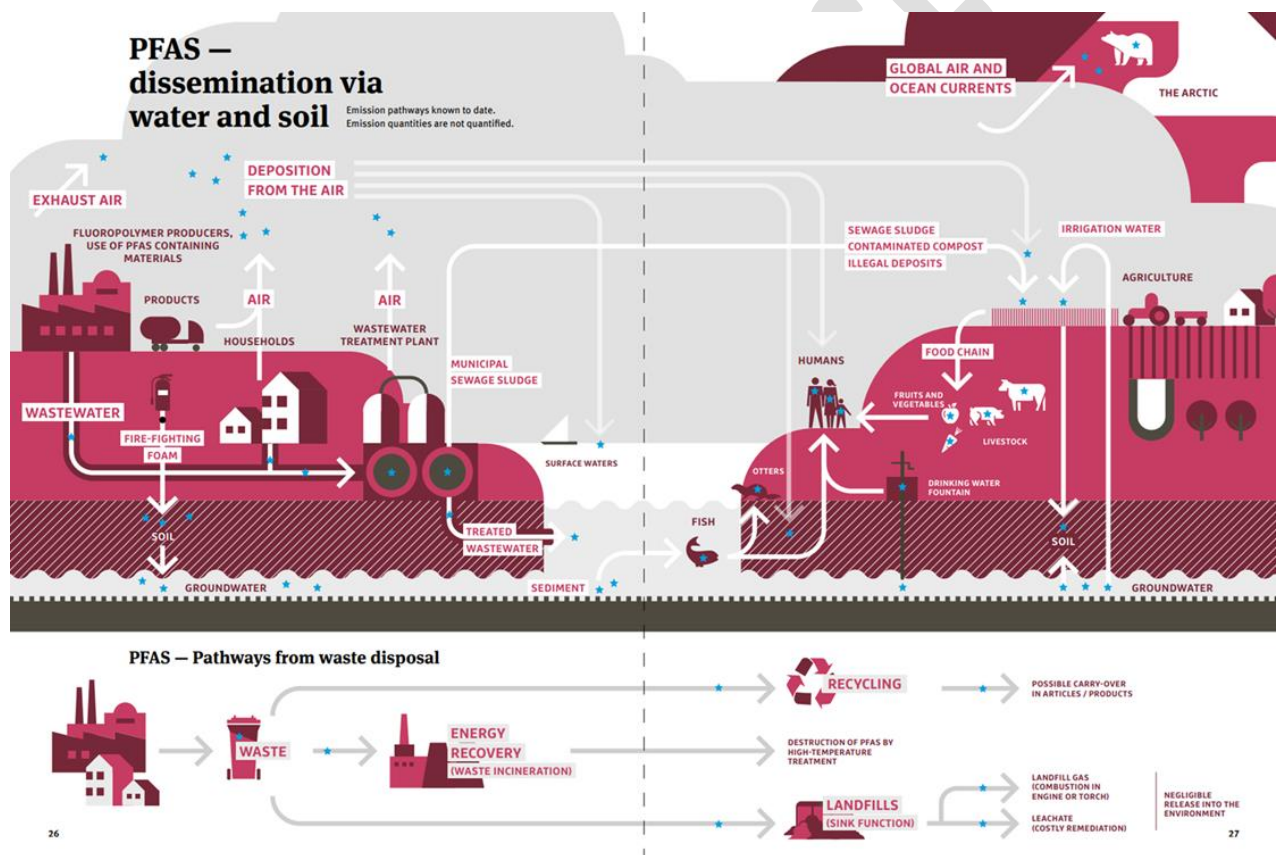 PFAS —
dissemination via
water and soil
Emission pathways known to date.
Emission quantities are not quantified.
GLOBAL AIR AND
OCEAN CURRENTS
THE ARCTIC
EXHAUST AIR
DEPOSITION
FROM THE AIR
FLUOROPOLYMER PRODUCERS,
USE OF PFAS CONTAINING
MATERIALS
PRODUCTS
AIR
HOUSEHOLDS
AIR
WASTEWATER
TREATMENT PLANT
MUNICIPAL
SEWAGE SLUDGE
SEWAGE SLUDGE
CONTAMINATED COMPOST
ILLEGAL DEPOSITS
IRRIGATION WATER
AGRICULTURE
WASTEWATER
FIRE-FIGHTING
FOAM
SURFACE WATERS
HUMANS
FOOD CHAIN
FRUITS AND
VEGETABLES
LIVESTOCK
OTTERS
DRINKING WATER
FOUNTAIN
SOIL
TREATED
WASTEWATER
FISH
SOIL
GROUNDWATER
SEDIMENT
GROUNDWATER
PFAS — Pathways from waste disposal
WASTE
ENERGY
RECOVERY
(WASTE INCINERATION)
RECYCLING
POSSIBLE CARRY-OVER
IN ARTICLES / PRODUCTS
DESTRUCTION OF PFAS BY
HIGH-TEMPERATURE
TREATMENT
LANDFILLS
(SINK FUNCTION)
LANDFILL GAS
(COMBUSTION IN
ENGINE OR TORCH)
LEACHATE
(COSTLY REMEDIATION)
NEGLIGIBLE
RELEASE INTO THE
ENVIRONMENT
26
27